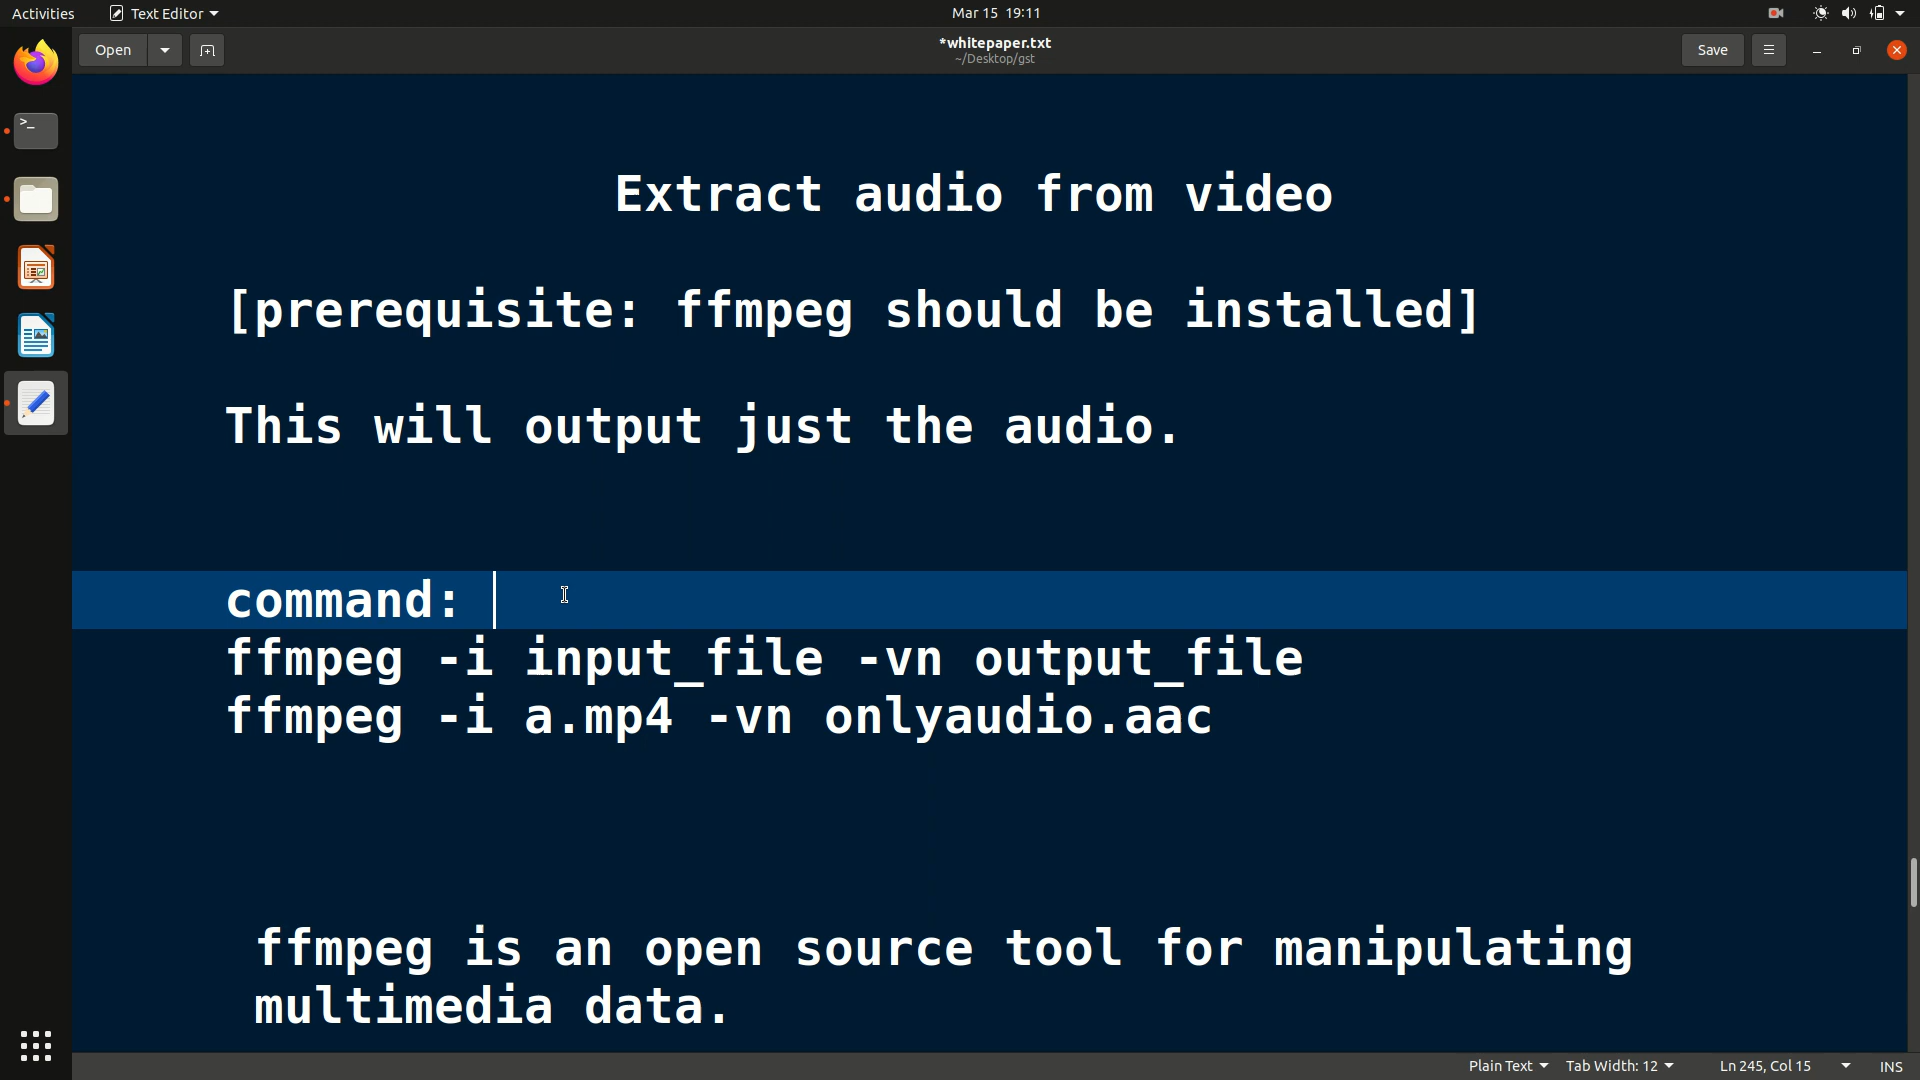 Activities
Text Editor
Mar 15 19:11
Open
*whitepaper.txt
~/Desktop/gst
Save
Extract audio from video
[prerequisite: ffmpeg should be installed]
This will output just the audio.
command:
ffmpeg -i input_file -vn output_file
ffmpeg -i a.mp4 -vn onlyaudio.aac
ffmpeg is an open source tool for manipulating
multimedia data.
Plain Text
Tab Width: 12
Ln 245, Col 15
INS